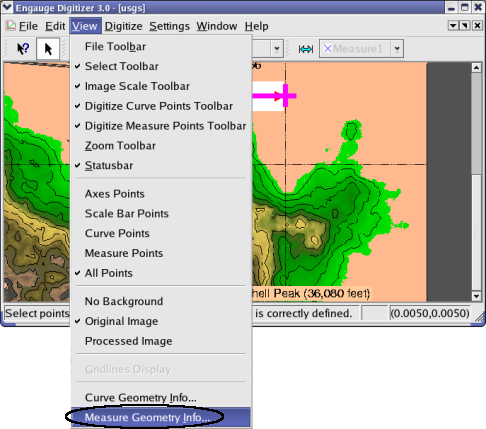 Engauge Digitizer 3.0 - [usgs]
File Edit View Digitize Settings Window Help
Measure1
File Toolbar
Select Toolbar
Image Scale Toolbar
Digitize Curve Points Toolbar
Digitize Measure Points Toolbar
Zoom Toolbar
Statusbar
Axes Points
Scale Bar Points
Curve Points
Measure Points
All Points
No Background
Original Image
Processed Image
Gridlines Display
Curve Geometry Info...
Measure Geometry Info...
hell Peak (36,080 feet)
Select points is correctly defined. (0.0050,0.0050)